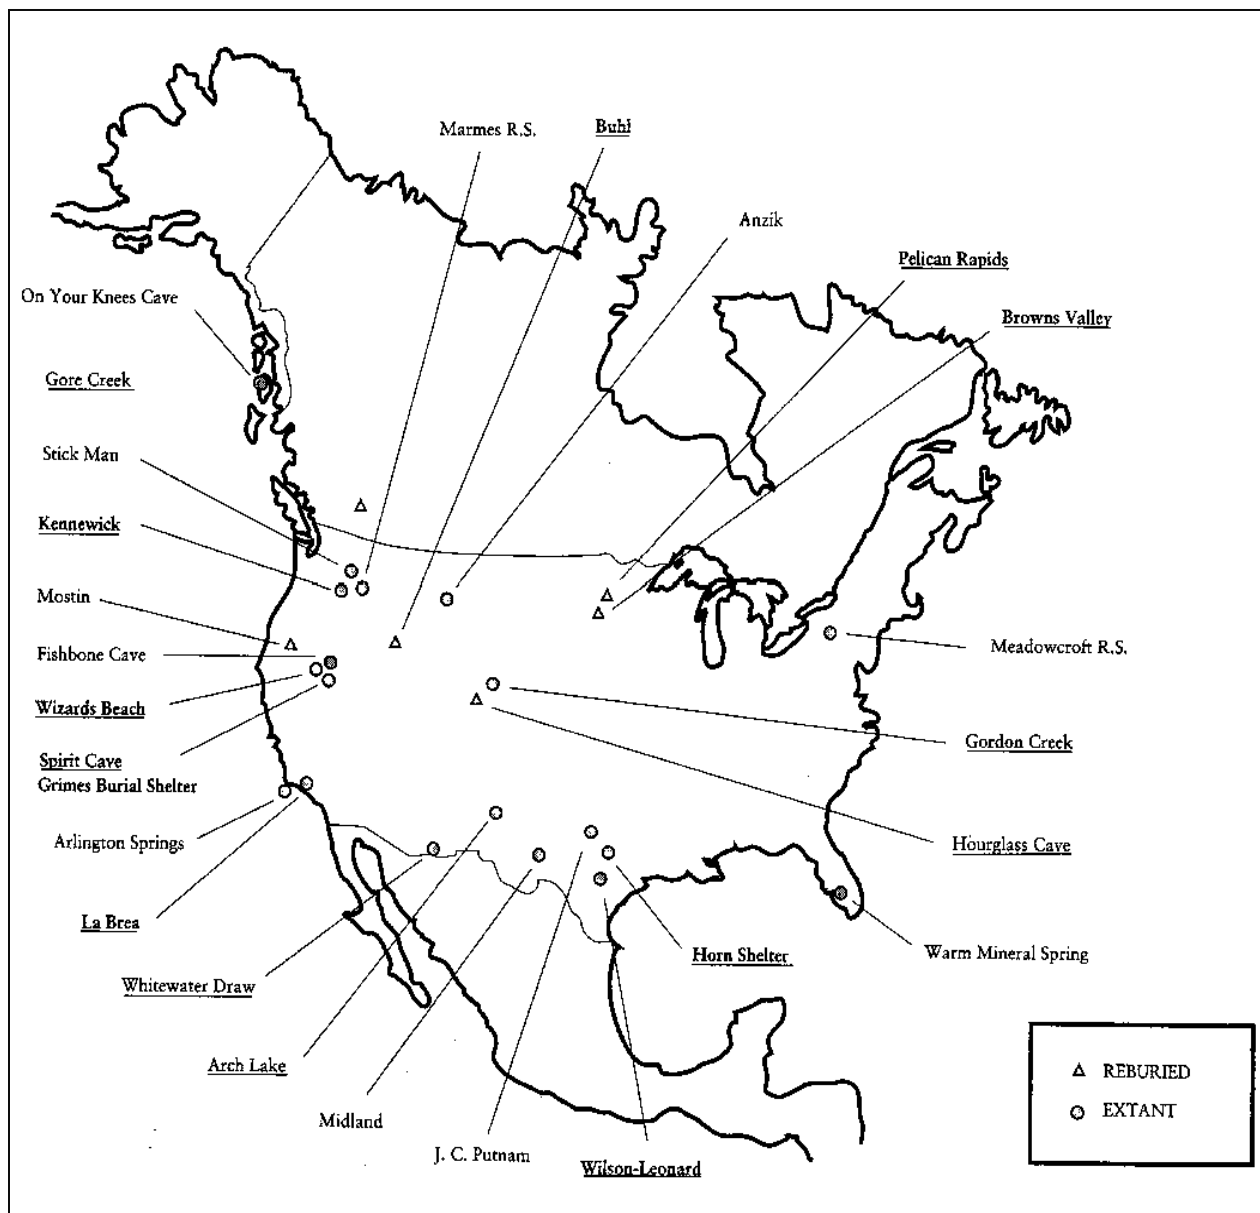 Marmes R.S.
Buhl
Anzik
Pelican Rapids
Browns Valley
On Your Knees Cave
Gore Creek
Stick Man
Kennewick
Mostin
Fishbone Cave
Wizards Beach
Spirit Cave
Grimes Burial Shelter
Arlington Springs
La Brea
Whitewater Draw
Arch Lake
Midland
J. C. Putnam
Wilson-Leonard
Horn Shelter
Warm Mineral Spring
Hourglass Cave
Gordon Creek
Meadowcroft R.S.
REBURIED
EXTANT